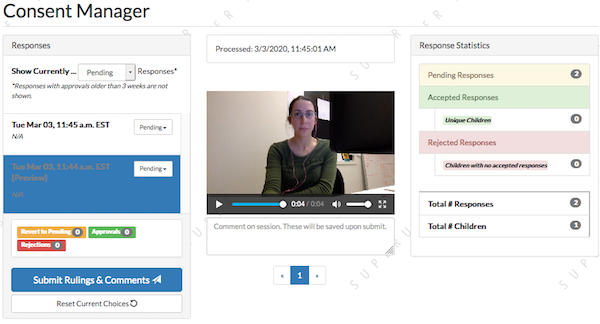 Consent Manager
Responses
Show Currently ... Pending Responses*
*Responses with approvals older than 3 weeks are not
shown.
Tue Mar 03, 11:45 a.m. EST
N/A
Pending
Tue Mar 03, 11:44 a.m. EST
[Preview]
N/A
Pending
Revert to Pending 0
Approvals 0
Rejections 0
Submit Rulings & Comments
Reset Current Choices
Processed: 3/3/2020, 11:45:01 AM
0:04 / 0:04
Comment on session. These will be saved upon submit.
« 1 »
Response Statistics
Pending Responses 2
Accepted Responses
Unique Children 0
Rejected Responses
Children with no accepted responses 0
Total # Responses 2
Total # Children 1